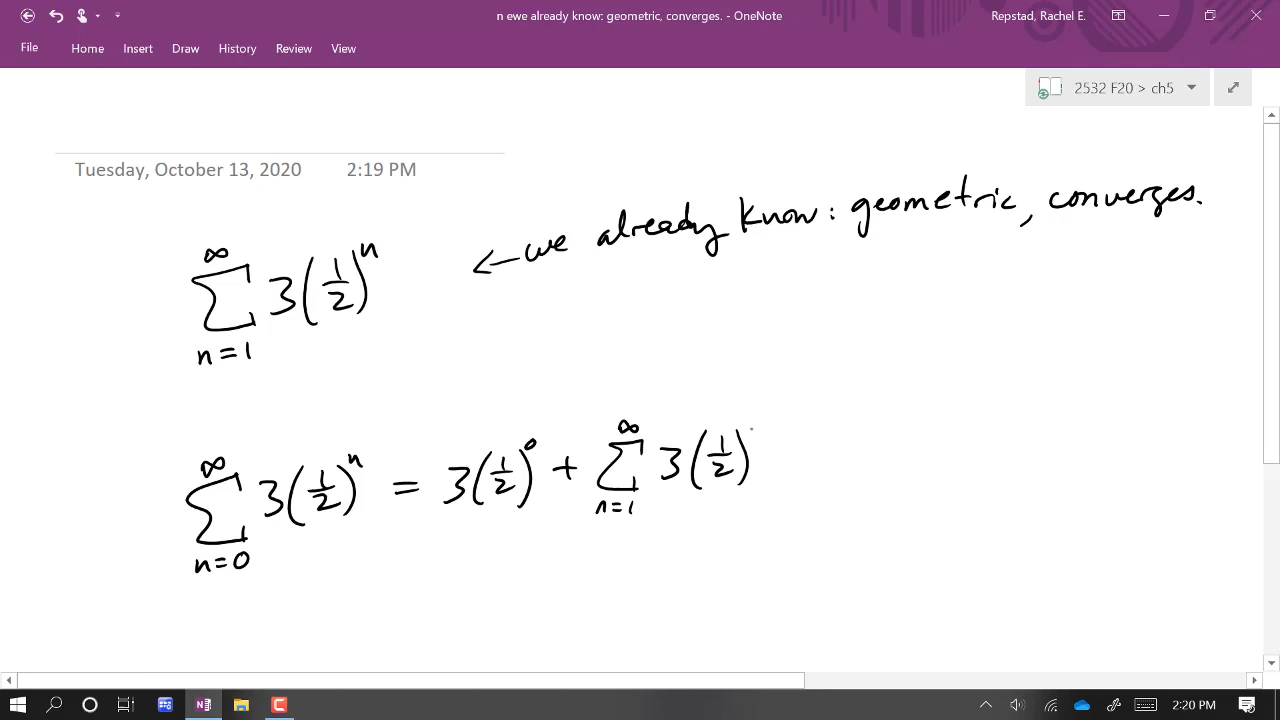 n ewe already know: geometric, converges. - OneNote
Repstad, Rachel E.
File Home Insert Draw History Review View
2532 F20 > ch5
Tuesday, October 13, 2020 2:19 PM
← we already know: geometric, converges.
∞
∑ 3(1/2)^n
n=1
∞ ∞
∑ 3(1/2)^n = 3(1/2)^0 + ∑ 3(1/2)
n=0 n=1
2:20 PM